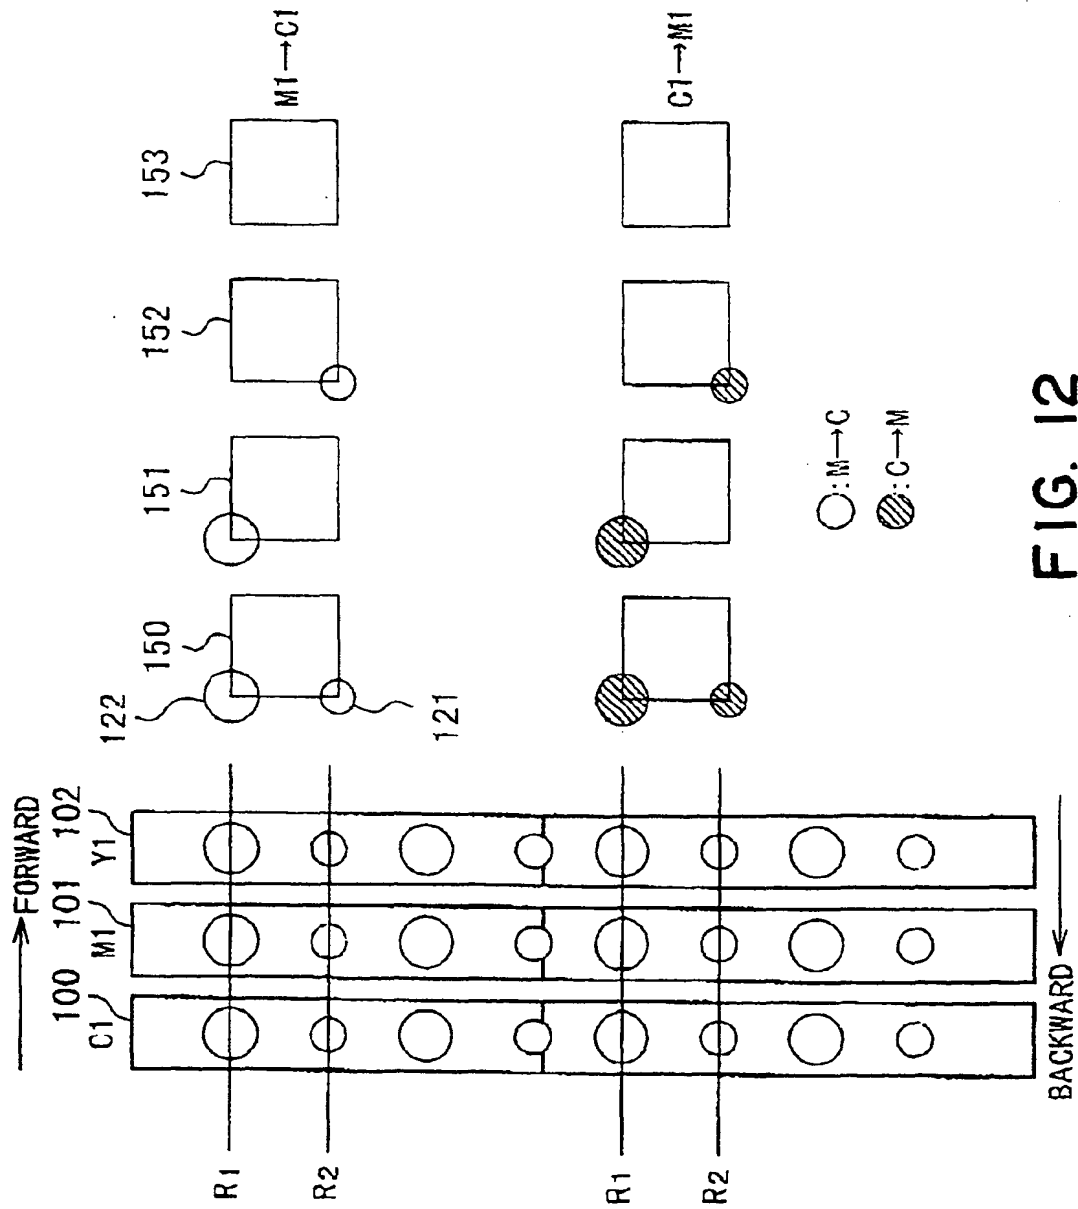 FORWARD
100 101 102
C1 M1 Y1
122 150 151 152 153
121
M1→C1
R1
R2
C1→M1
R1
R2
BACKWARD
:M→C
:C→M
FIG. 12